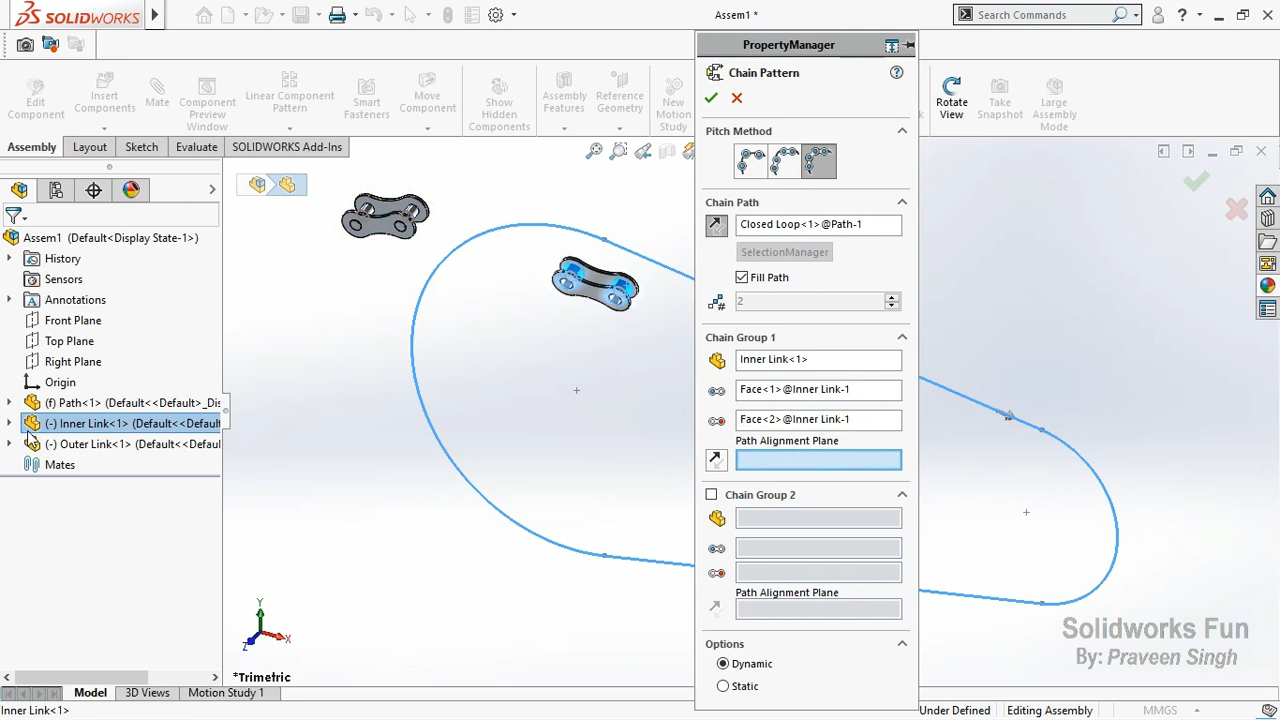 SOLIDWORKS
Assem1 *
Search Commands
?
Edit
Component
Insert
Components
Mate
Component
Preview
Window
Linear Component
Pattern
Smart
Fasteners
Move
Component
Show
Hidden
Components
Assembly
Features
Reference
Geometry
New
Motion
Study
Rotate
View
Take
Snapshot
Large
Assembly
Mode
Assembly
Layout
Sketch
Evaluate
SOLIDWORKS Add-Ins
Assem1 (Default<Display State-1>)
History
Sensors
Annotations
Front Plane
Top Plane
Right Plane
Origin
(f) Path<1> (Default<<Default>_Dis
(-) Inner Link<1> (Default<<Defaul
(-) Outer Link<1> (Default<<Defaul
Mates
PropertyManager
Chain Pattern
?
Pitch Method
Chain Path
Closed Loop<1>@Path-1
SelectionManager
Fill Path
2
Chain Group 1
Inner Link<1>
Face<1>@Inner Link-1
Face<2>@Inner Link-1
Path Alignment Plane
Chain Group 2
Path Alignment Plane
Options
Dynamic
Static
Y
X
Z
*Trimetric
Solidworks Fun
By: Praveen Singh
Model
3D Views
Motion Study 1
Inner Link<1>
Under Defined
Editing Assembly
MMGS